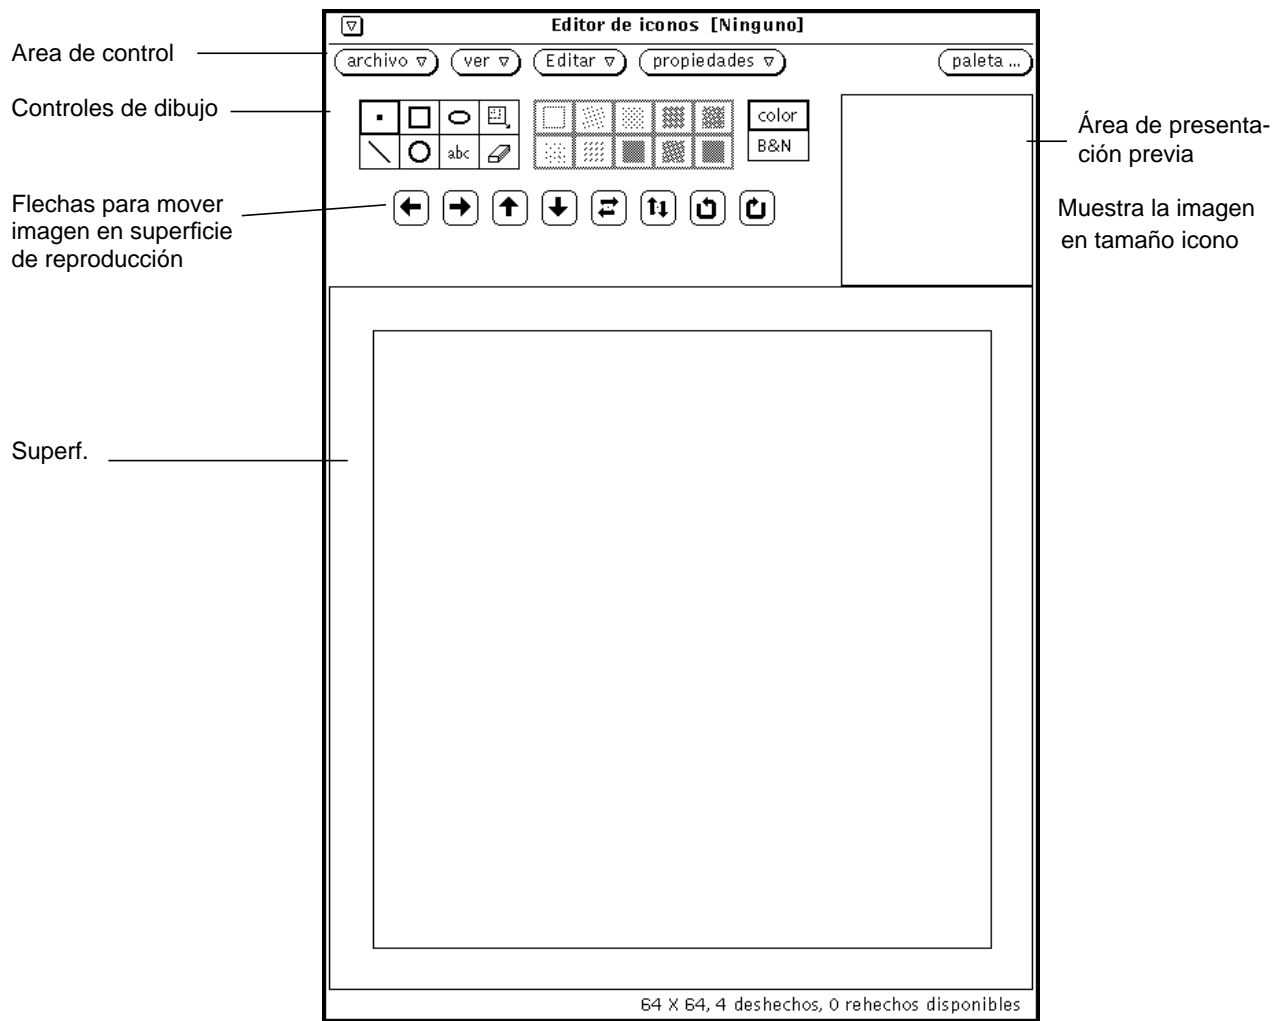 Editor de iconos [Ninguno]
Area de control
archivo
ver
Editar
propiedades
paleta ...
Controles de dibujo
abc
color
B&N
Área de presenta-
ción previa
Flechas para mover
imagen en superficie
de reproducción
Muestra la imagen
en tamaño icono
Superf.
64 X 64, 4 deshechos, 0 rehechos disponibles